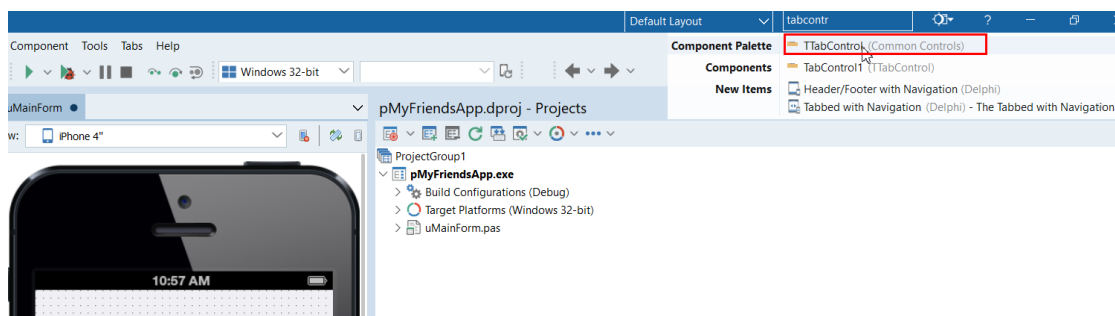 Default Layout tabcontr ?
Component Tools Tabs Help
Component Palette TTabControl (Common Controls)
Windows 32-bit
Components TabControl1 (TTabControl)
New Items Header/Footer with Navigation (Delphi)
uMainForm pMyFriendsApp.dproj - Projects
Tabbed with Navigation (Delphi) - The Tabbed with Navigation
w: iPhone 4"
ProjectGroup1
pMyFriendsApp.exe
Build Configurations (Debug)
Target Platforms (Windows 32-bit)
uMainForm.pas
10:57 AM